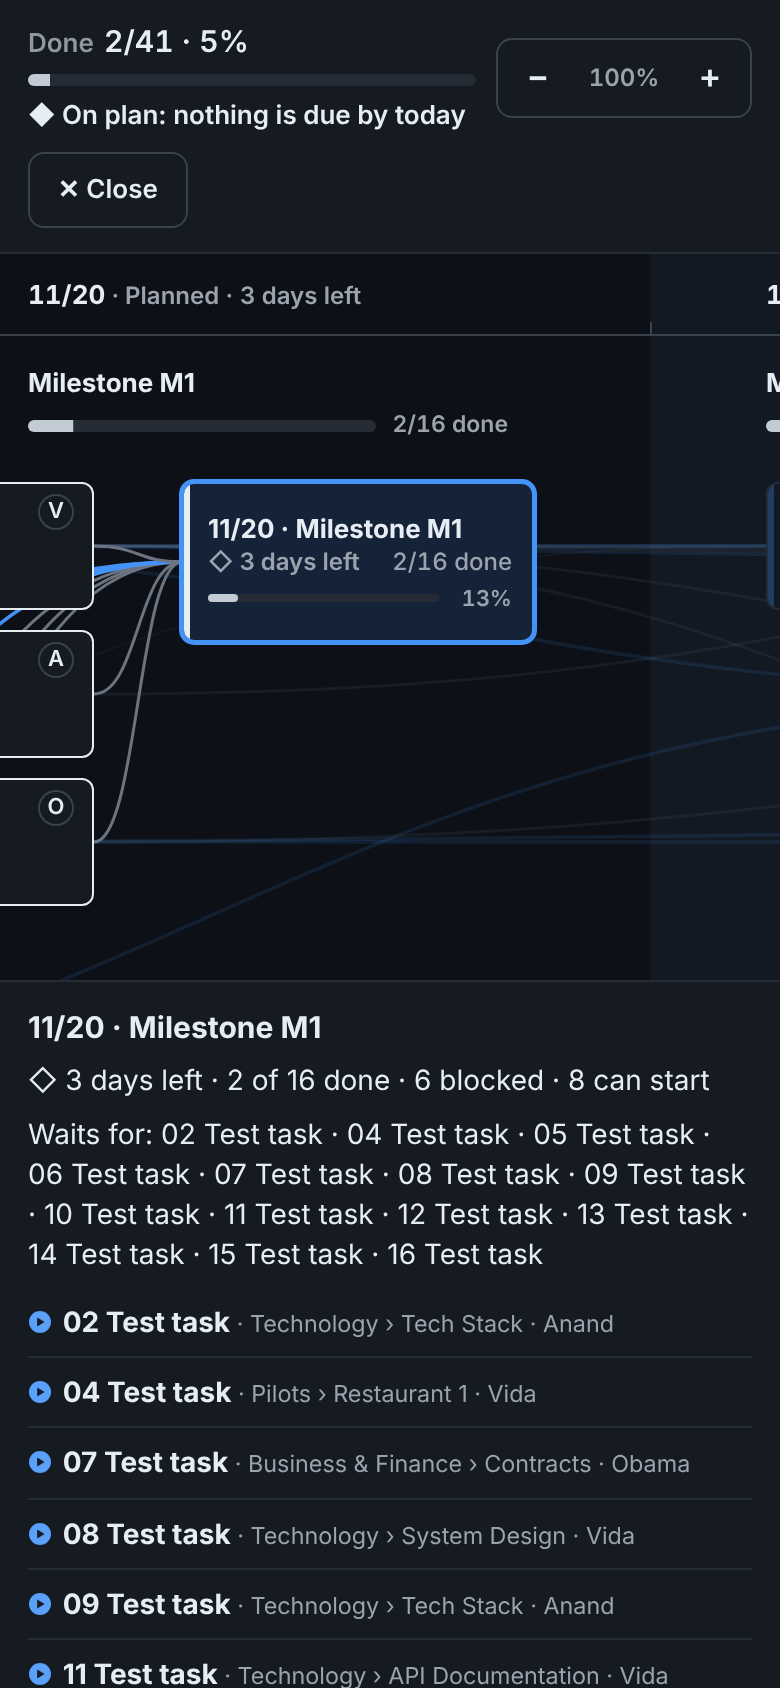 Done 2/41 · 5%
− 100% +
◆ On plan: nothing is due by today
✕ Close
11/20 · Planned · 3 days left
1
Milestone M1
M
2/16 done
V
11/20 · Milestone M1
◇ 3 days left 2/16 done
13%
A
O
11/20 · Milestone M1
◇ 3 days left · 2 of 16 done · 6 blocked · 8 can start
Waits for: 02 Test task · 04 Test task · 05 Test task ·
06 Test task · 07 Test task · 08 Test task · 09 Test task
· 10 Test task · 11 Test task · 12 Test task · 13 Test task ·
14 Test task · 15 Test task · 16 Test task
02 Test task · Technology › Tech Stack · Anand
04 Test task · Pilots › Restaurant 1 · Vida
07 Test task · Business & Finance › Contracts · Obama
08 Test task · Technology › System Design · Vida
09 Test task · Technology › Tech Stack · Anand
11 Test task · Technology › API Documentation · Vida